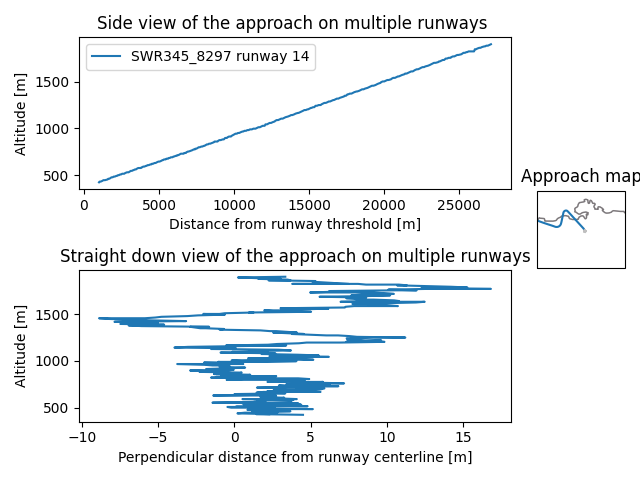 Side view of the approach on multiple runways
SWR345_8297 runway 14
Altitude [m]
1500
1000
500
0 5000 10000 15000 20000 25000
Distance from runway threshold [m]
Approach map
Straight down view of the approach on multiple runways
Altitude [m]
1500
1000
500
−10 −5 0 5 10 15
Perpendicular distance from runway centerline [m]